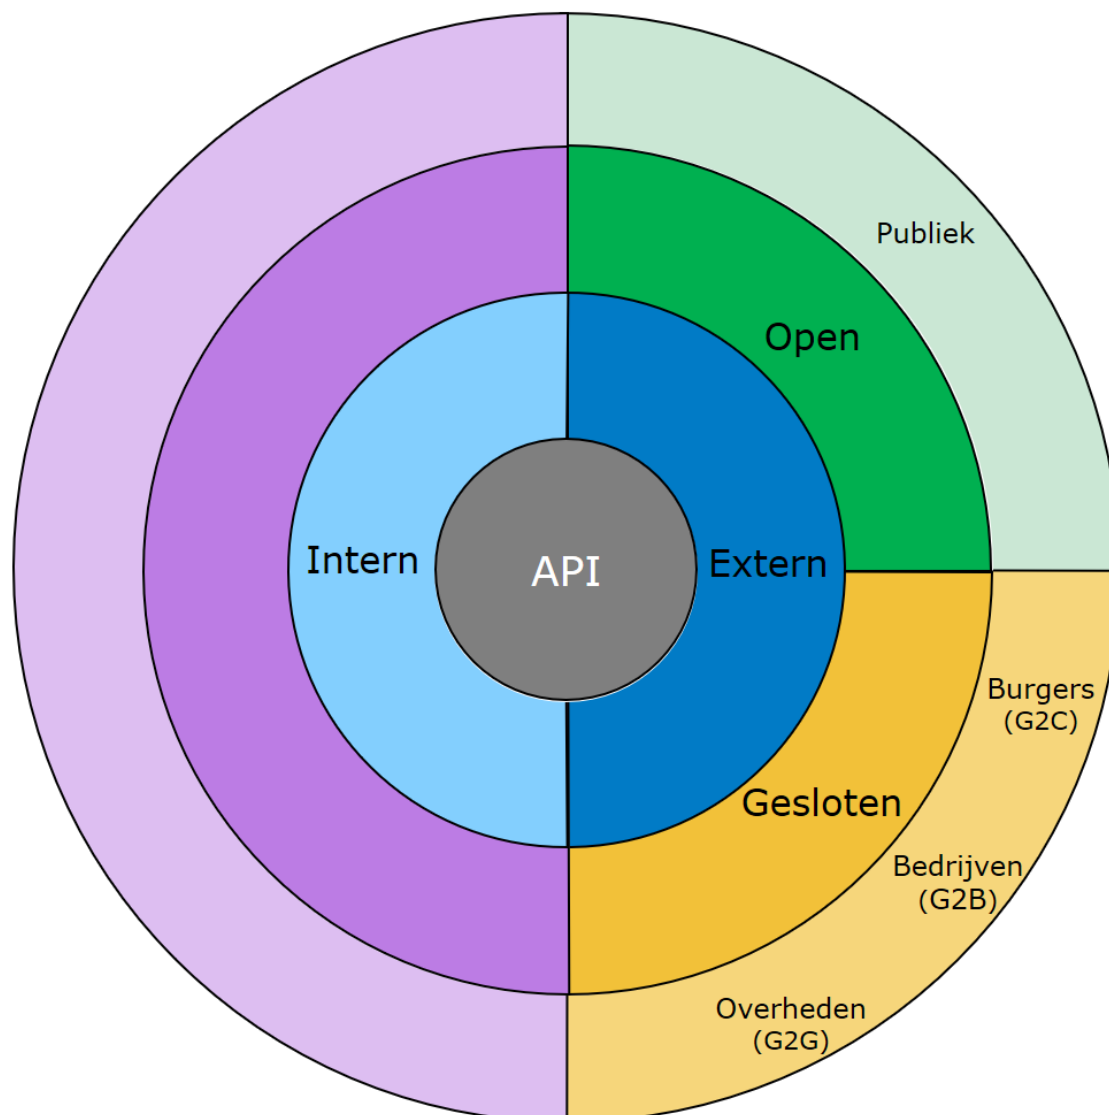 Publiek
Open
Intern
API
Extern
Burgers
(G2C)
Gesloten
Bedrijven
(G2B)
Overheden
(G2G)